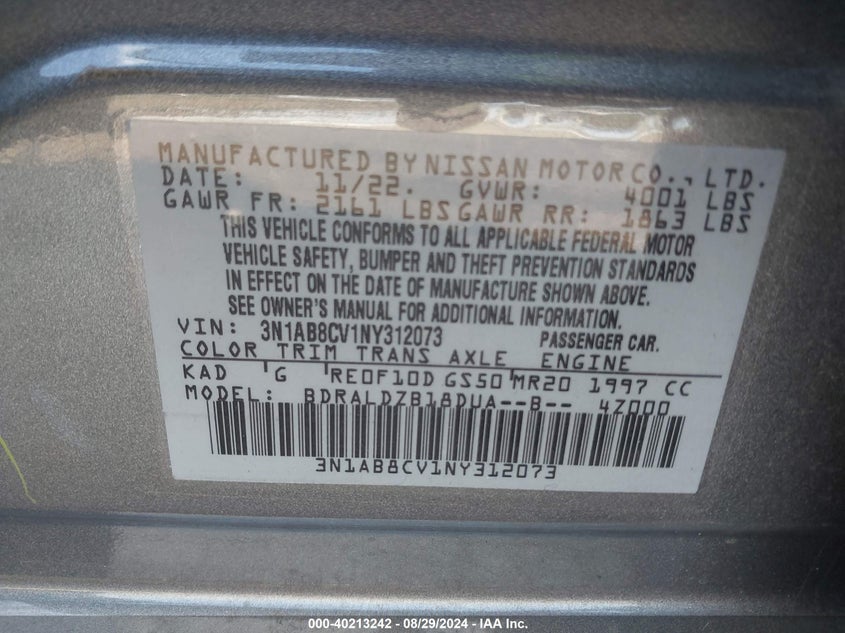 MANUFACTURED BY NISSAN MOTOR CO., LTD.
DATE: 11/22. GVWR: 4001 LBS
GAWR FR: 2161 LBS GAWR RR: 1863 LBS
THIS VEHICLE CONFORMS TO ALL APPLICABLE FEDERAL MOTOR
VEHICLE SAFETY, BUMPER AND THEFT PREVENTION STANDARDS
IN EFFECT ON THE DATE OF MANUFACTURE SHOWN ABOVE.
SEE OWNER'S MANUAL FOR ADDITIONAL INFORMATION
VIN: 3N1AB8CV1NY312073 PASSENGER CAR.
COLOR TRIM TRANS AXLE ENGINE
KAD G RE0F10D GS50 MR20 1997 CC
MODEL: BDRALDZB18DUA--B-- 4Z000
3N1AB8CV1NY312073
000-40213242 - 08/29/2024 - IAA Inc.